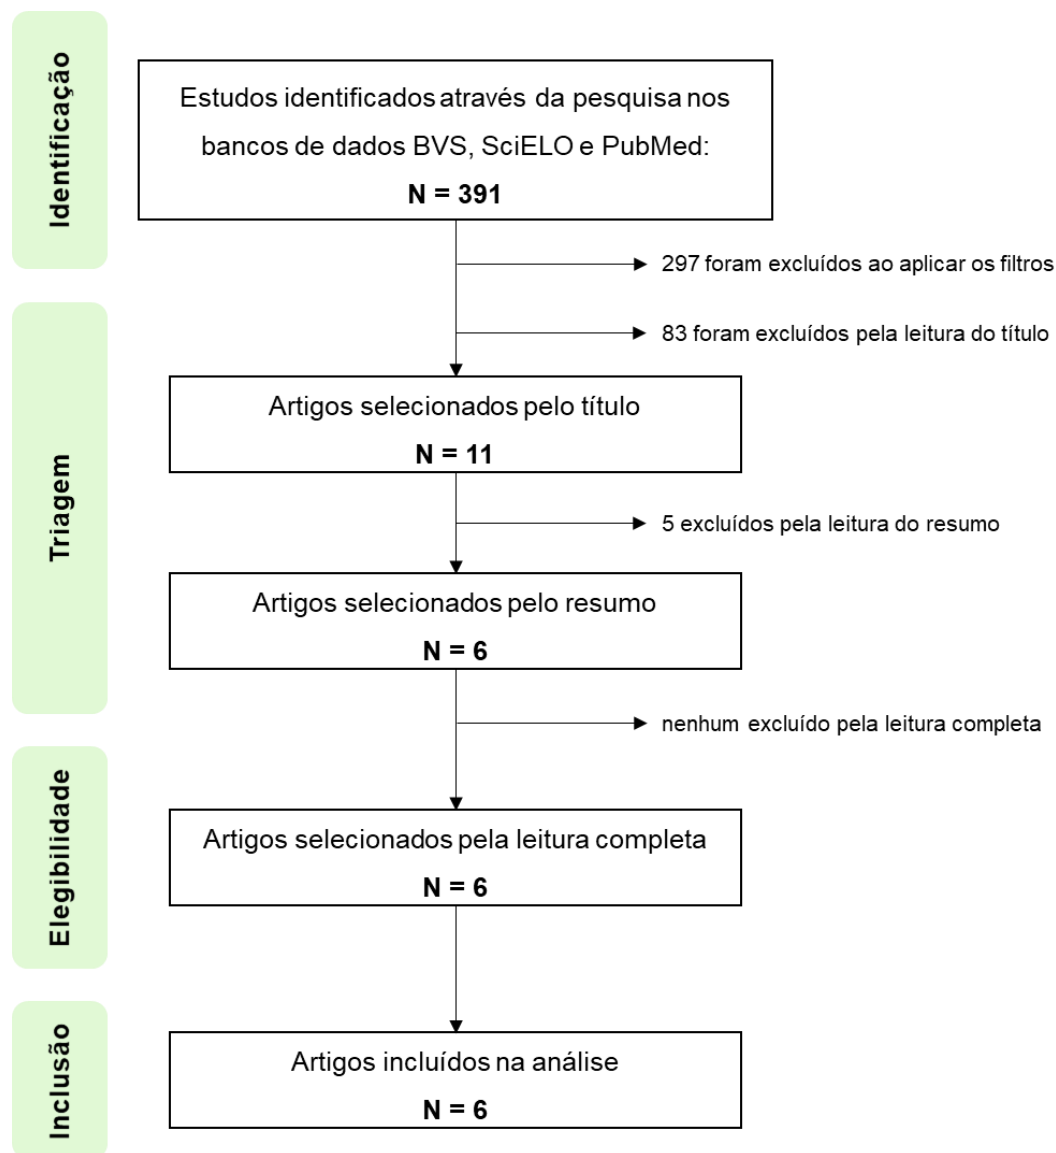 Identificação
Estudos identificados através da pesquisa nos
bancos de dados BVS, SciELO e PubMed:
N = 391
297 foram excluídos ao aplicar os filtros
83 foram excluídos pela leitura do título
Triagem
Artigos selecionados pelo título
N = 11
5 excluídos pela leitura do resumo
Artigos selecionados pelo resumo
N = 6
nenhum excluído pela leitura completa
Elegibilidade
Artigos selecionados pela leitura completa
N = 6
Inclusão
Artigos incluídos na análise
N = 6